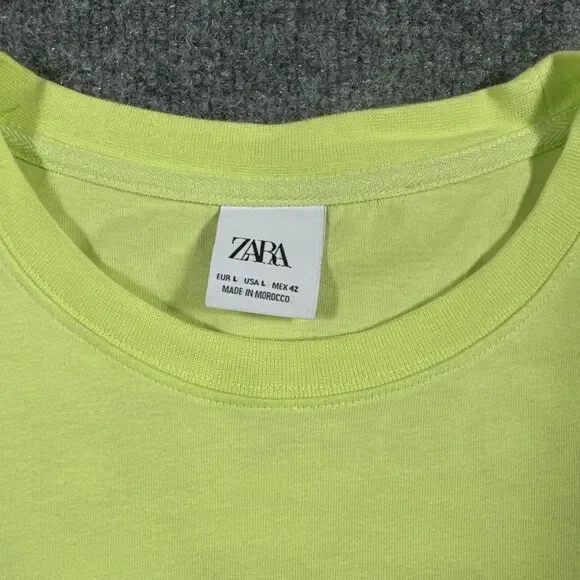 ZARA
EUR L USA L MEX 42
MADE IN MOROCCO